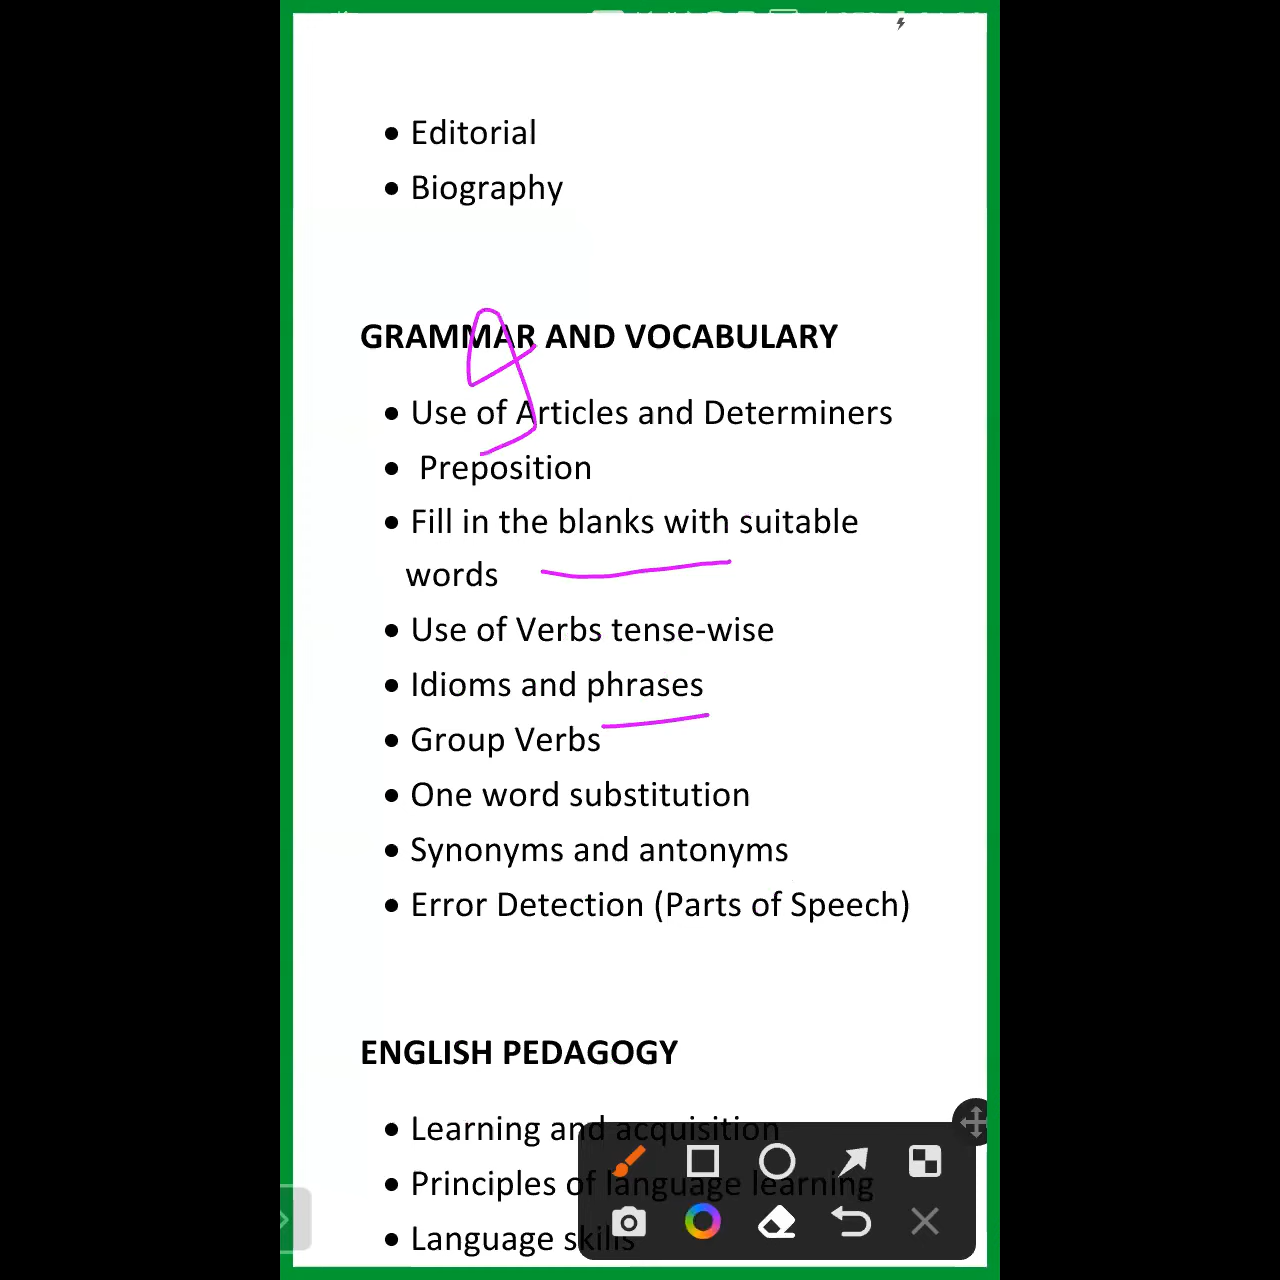 • Editorial
• Biography
GRAMMAR AND VOCABULARY
9
• Use of Articles and Determiners
• Preposition
• Fill in the blanks with suitable
words
• Use of Verbs tense-wise
• Idioms and phrases
• Group Verbs
• One word substitution
• Synonyms and antonyms
• Error Detection (Parts of Speech)
ENGLISH PEDAGOGY
• Learning and acquisition
• Principles of language learning
• Language skills